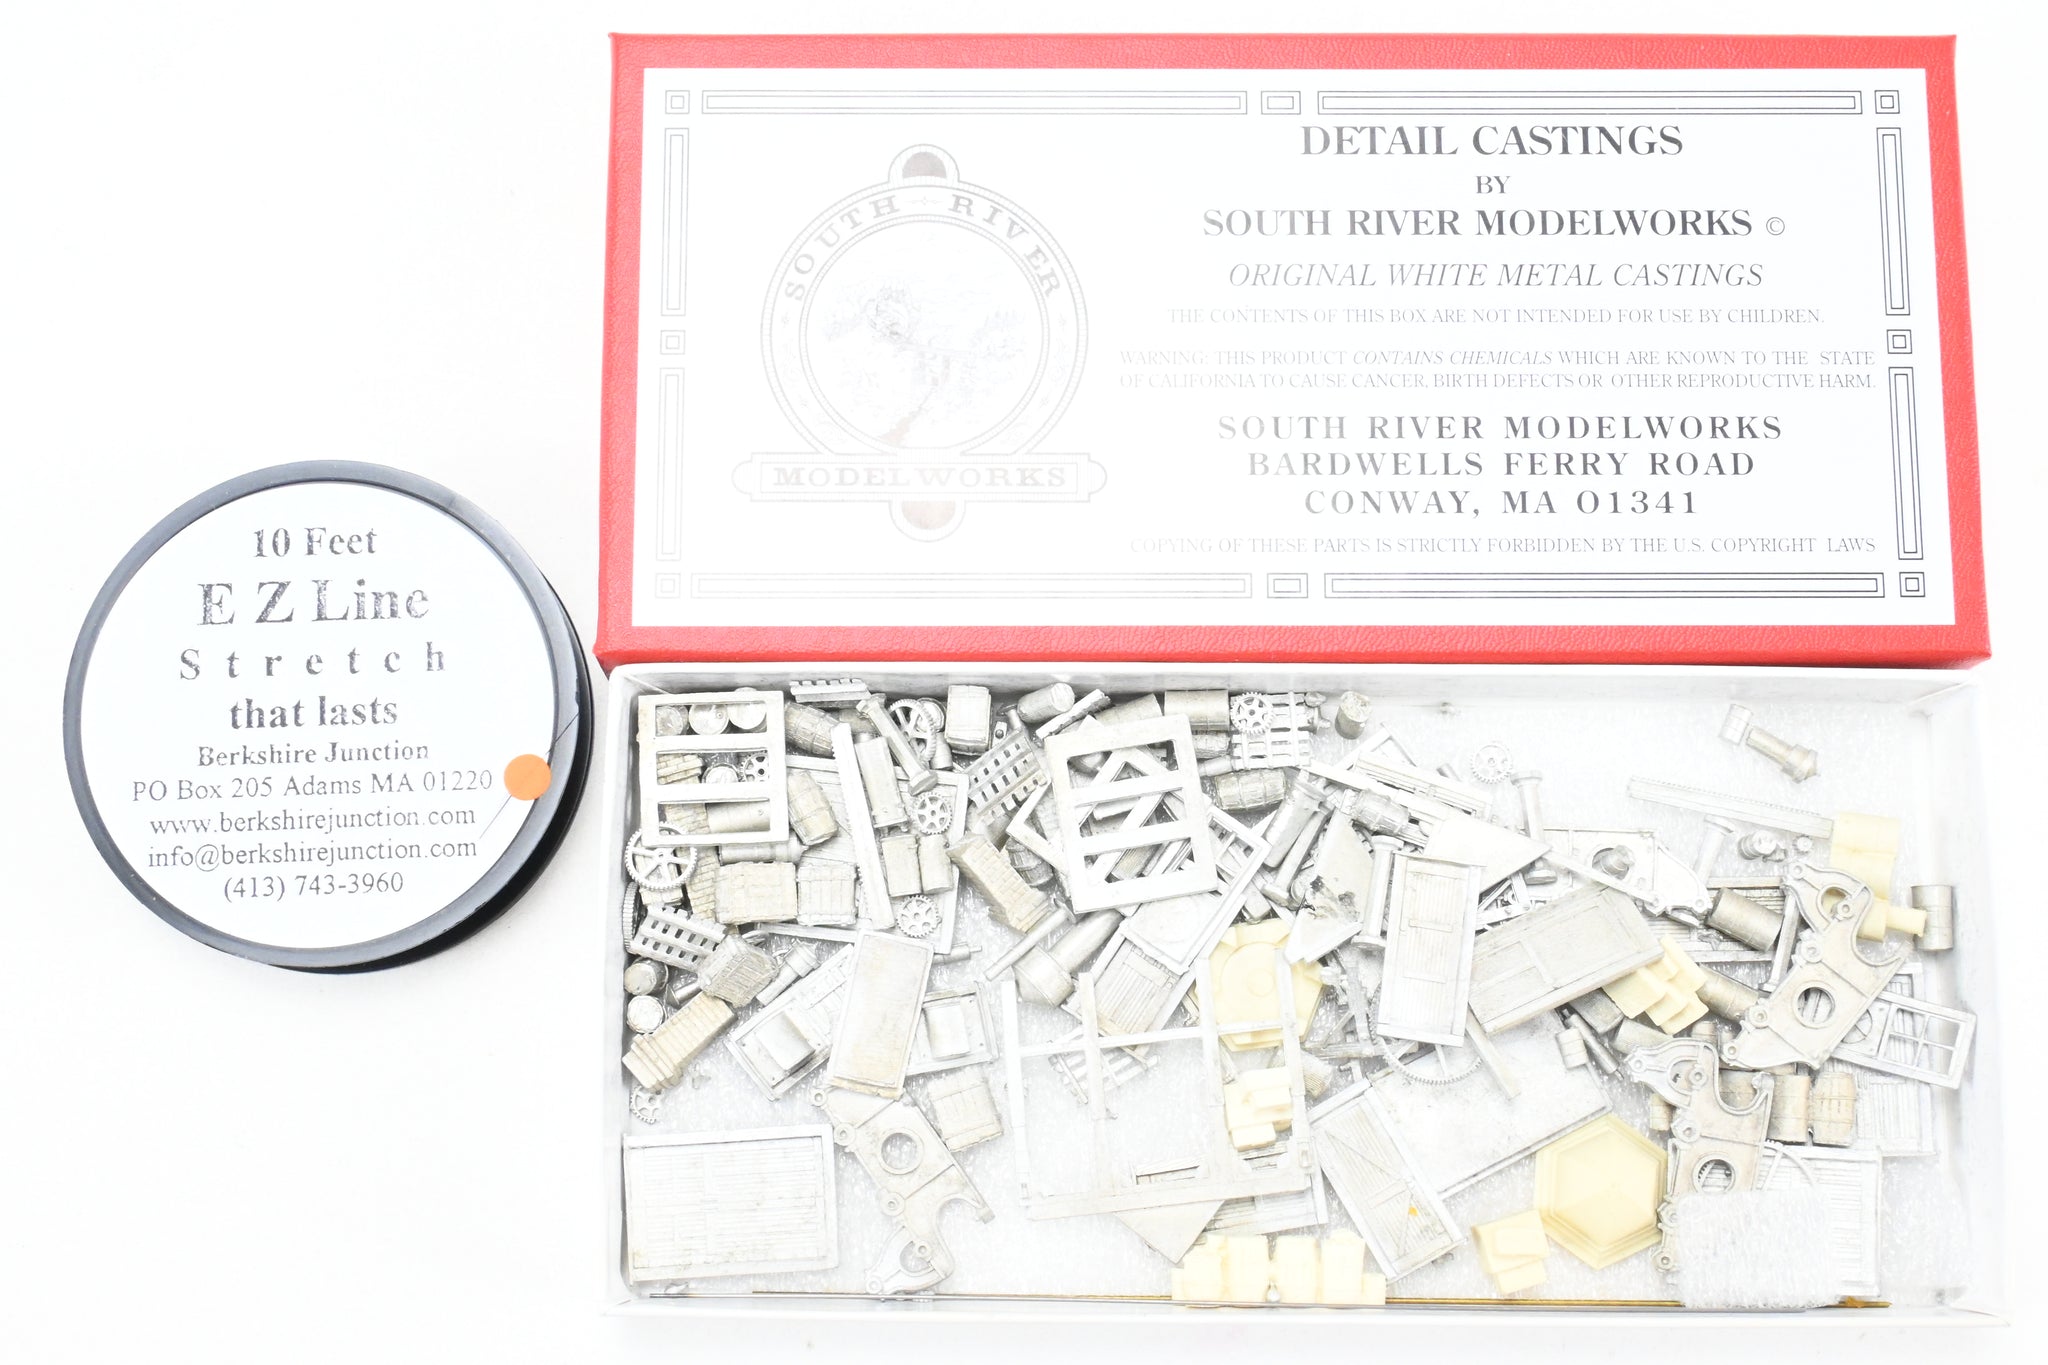 10 Feet
E Z Line
Stretch
that lasts
Berkshire Junction
PO Box 205 Adams MA 01220
www.berkshirejunction.com
info@berkshirejunction.com
(413) 743-3960
SOUTH RIVER
MODELWORKS
DETAIL CASTINGS
BY
SOUTH RIVER MODELWORKS ©
ORIGINAL WHITE METAL CASTINGS
THE CONTENTS OF THIS BOX ARE NOT INTENDED FOR USE BY CHILDREN.
WARNING: THIS PRODUCT CONTAINS CHEMICALS WHICH ARE KNOWN TO THE STATE
OF CALIFORNIA TO CAUSE CANCER, BIRTH DEFECTS OR OTHER REPRODUCTIVE HARM.
SOUTH RIVER MODELWORKS
BARDWELLS FERRY ROAD
CONWAY, MA 01341
COPYING OF THESE PARTS IS STRICTLY FORBIDDEN BY THE U.S. COPYRIGHT LAWS